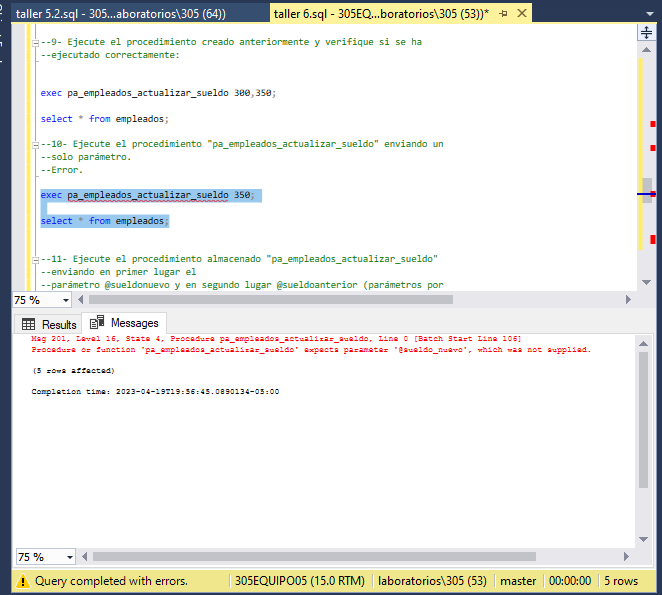 taller 5.2.sql - 305...aboratorios\305 (64))
taller 6.sql - 305EQ...boratorios\305 (53))*
--9- Ejecute el procedimiento creado anteriormente y verifique si se ha
--ejecutado correctamente:
exec pa_empleados_actualizar_sueldo 300,350;
select * from empleados;
--10- Ejecute el procedimiento "pa_empleados_actualizar_sueldo" enviando un
--solo parámetro.
--Error.
exec pa_empleados_actualizar_sueldo 350;
select * from empleados;
--11- Ejecute el procedimiento almacenado "pa_empleados_actualizar_sueldo"
--enviando en primer lugar el
--parámetro @sueldonuevo y en segundo lugar @sueldoanterior (parámetros por
75 %
Results
Messages
Msg 201, Level 16, State 4, Procedure pa_empleados_actualizar_sueldo, Line 0 [Batch Start Line 106]
Procedure or function 'pa_empleados_actualizar_sueldo' expects parameter '@sueldo_nuevo', which was not supplied.
(5 rows affected)
Completion time: 2023-04-19T19:56:45.0890134-05:00
75 %
Query completed with errors.
305EQUIPO05 (15.0 RTM)
laboratorios\305 (53)
master
00:00:00
5 rows